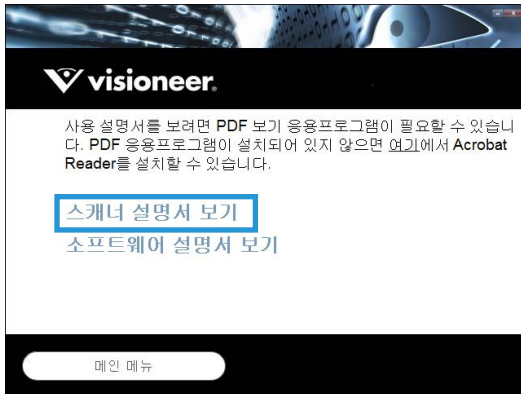 visioneer.
사용 설명서를 보려면 PDF 보기 응용프로그램이 필요할 수 있습니
다. PDF 응용프로그램이 설치되어 있지 않으면 여기에서 Acrobat
Reader를 설치할 수 있습니다.
스캐너 설명서 보기
소프트웨어 설명서 보기
메인 메뉴